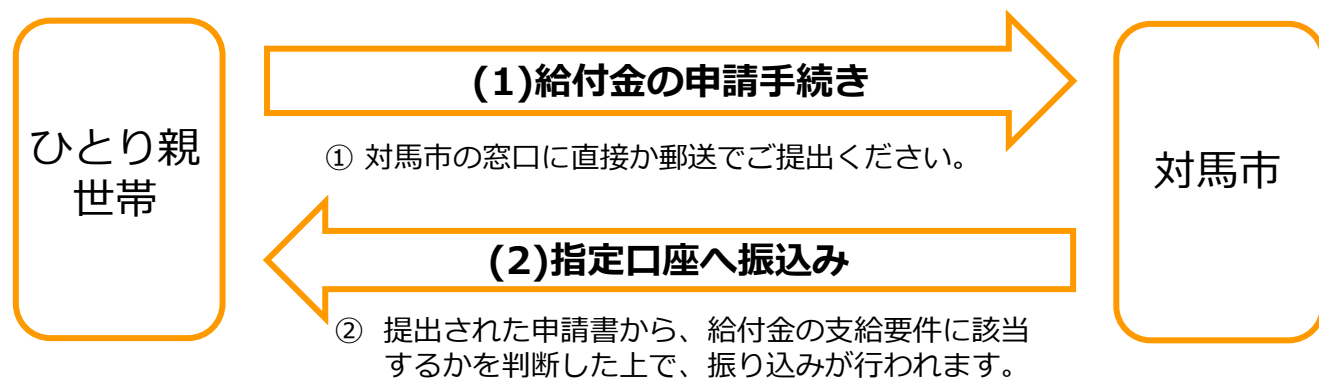 ひとり親
世帯
(1)給付金の申請手続き
① 対馬市の窓口に直接か郵送でご提出ください。
(2)指定口座へ振込み
② 提出された申請書から、給付金の支給要件に該当
するかを判断した上で、振り込みが行われます。
対馬市